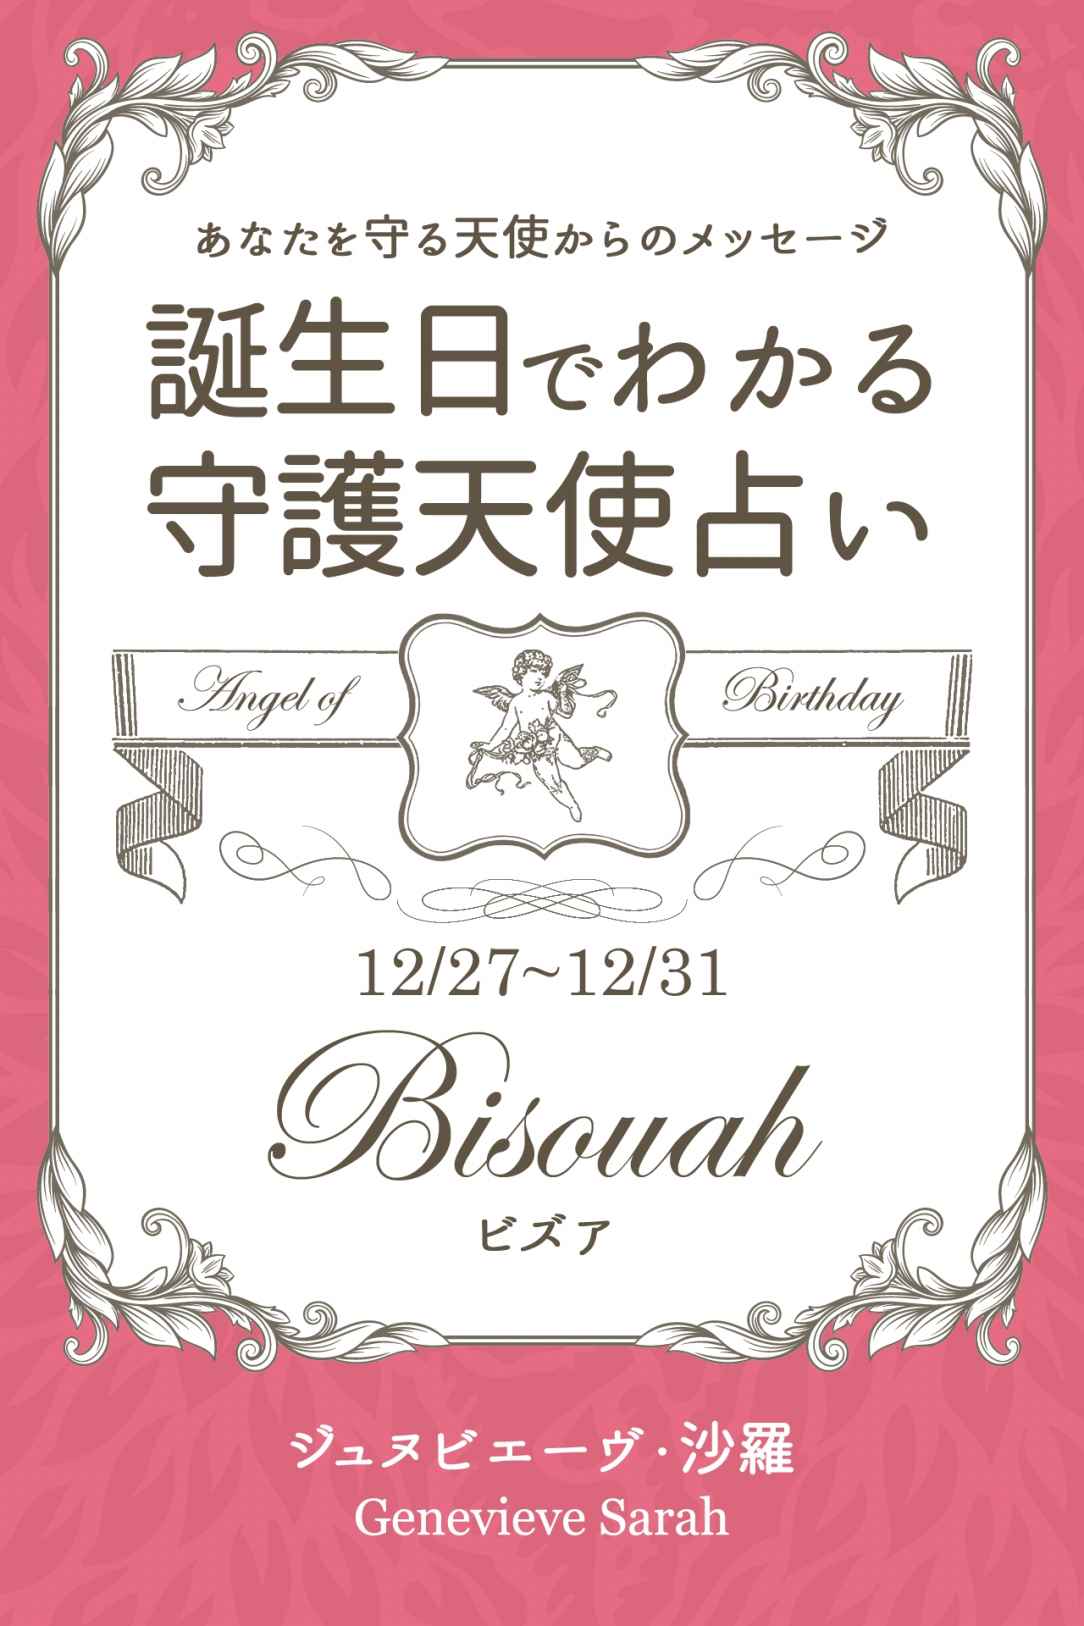 あなたを守る天使からのメッセージ
誕生日でわかる
守護天使占い
Angel of Birthday
12/27~12/31
Bisouah
ビズア
ジュヌビエーヴ・沙羅
Genevieve Sarah